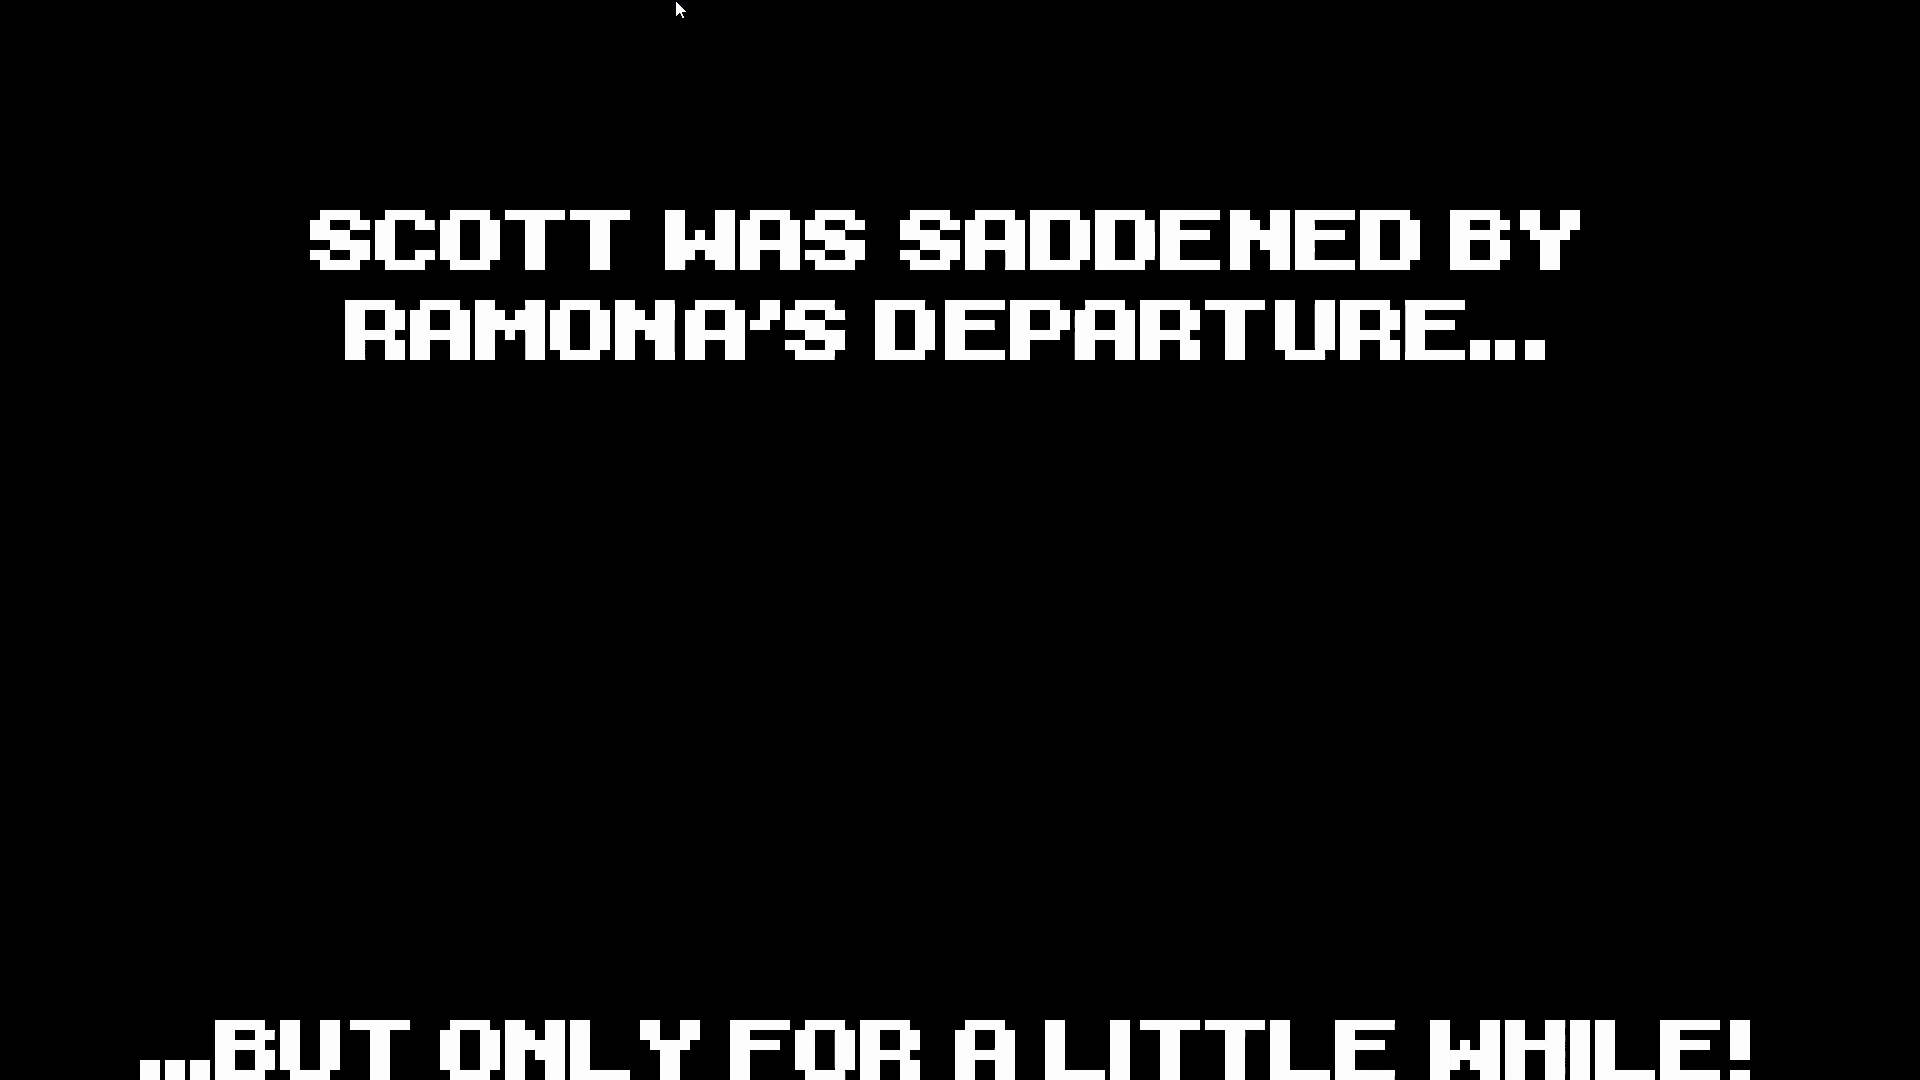 SCOTT WAS SADDENED BY
RAMONA'S DEPARTURE...
...BUT ONLY FOR A LITTLE WHILE!